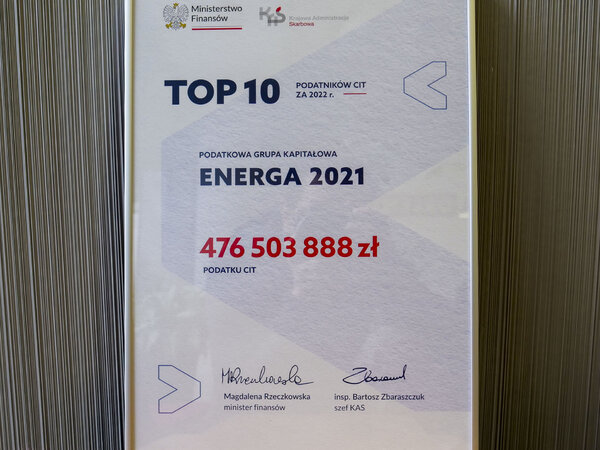 Ministerstwo
Finansów
KAS
Krajowa Administracja
Skarbowa
TOP 10
PODATNIKÓW CIT
ZA 2022 r.
PODATKOWA GRUPA KAPITAŁOWA
ENERGA 2021
476 503 888 zł
PODATKU CIT
Magdalena Rzeczkowska
minister finansów
insp. Bartosz Zbaraszczuk
szef KAS